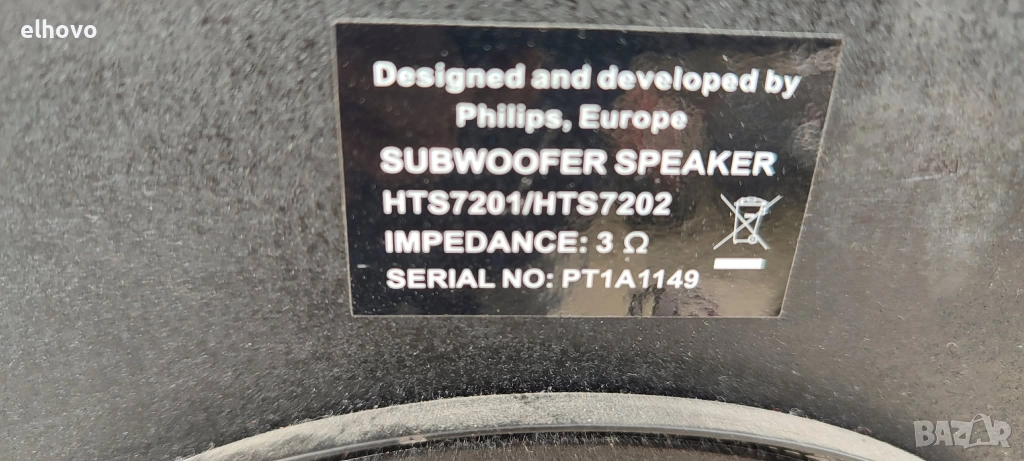 elhovo
Designed and developed by
Philips, Europe
SUBWOOFER SPEAKER
HTS7201/HTS7202
IMPEDANCE: 3 Ω
SERIAL NO: PT1A1149
BAZAR